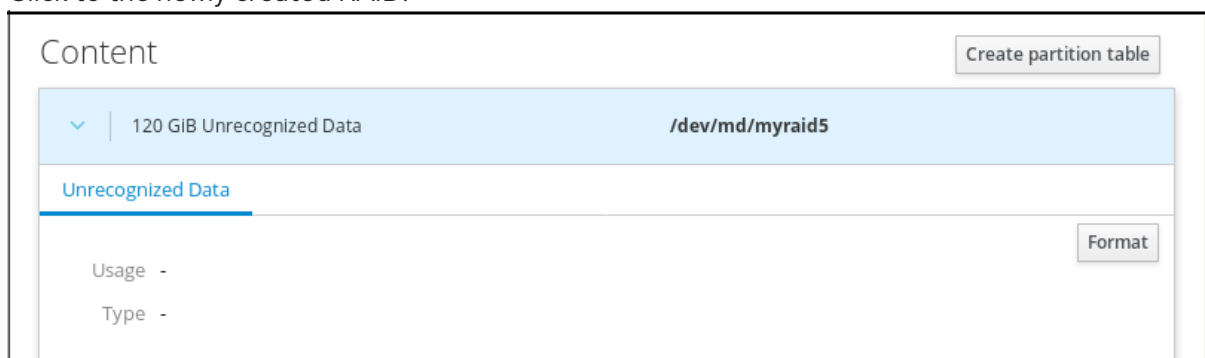 Content
Create partition table
120 GiB Unrecognized Data /dev/md/myraid5
Unrecognized Data
Format
Usage -
Type -